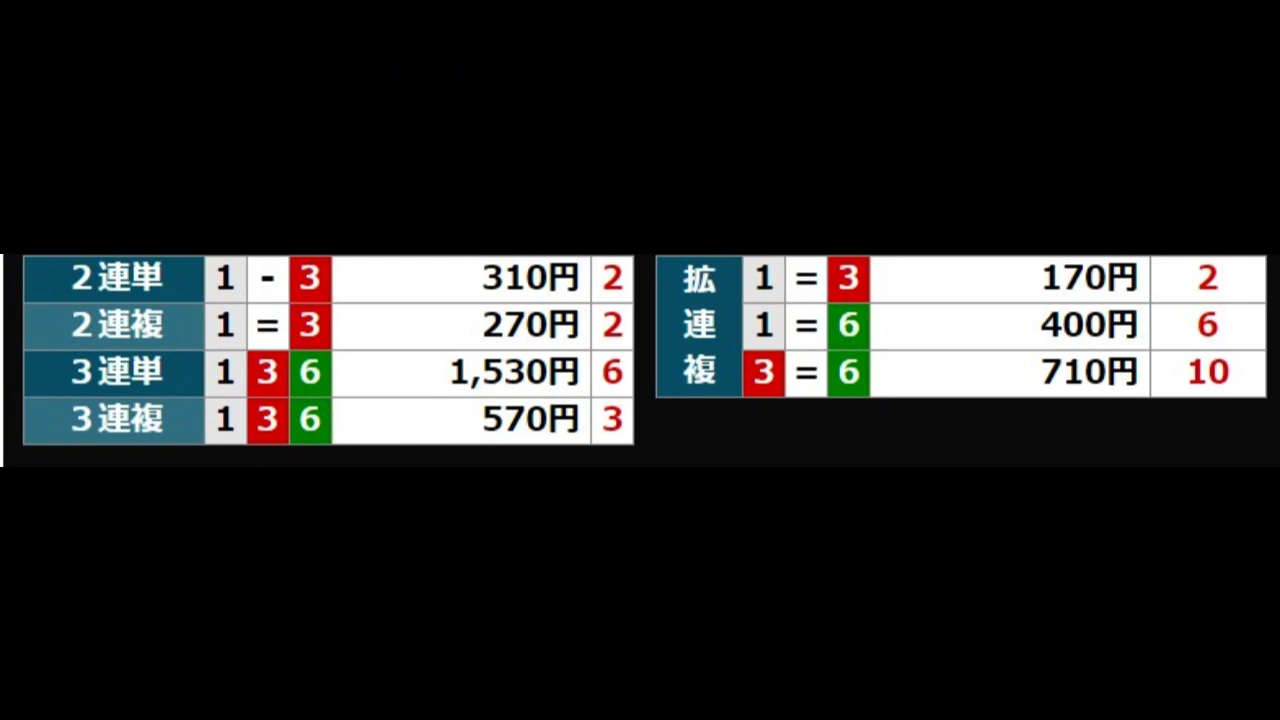 ２連単 1 - 3 310円 2
２連複 1 = 3 270円 2
３連単 1 3 6 1,530円 6
３連複 1 3 6 570円 3
拡連複
1 = 3 170円 2
1 = 6 400円 6
3 = 6 710円 10